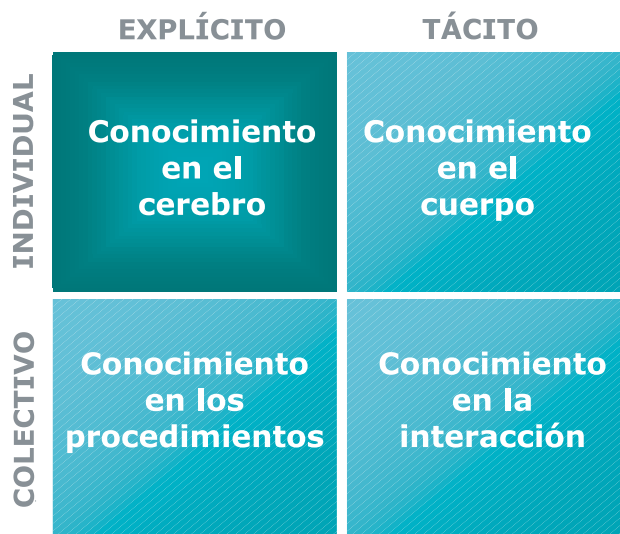 EXPLÍCITO
TÁCITO
INDIVIDUAL
Conocimiento
en el
cerebro
Conocimiento
en el
cuerpo
COLECTIVO
Conocimiento
en los
procedimientos
Conocimiento
en la
interacción